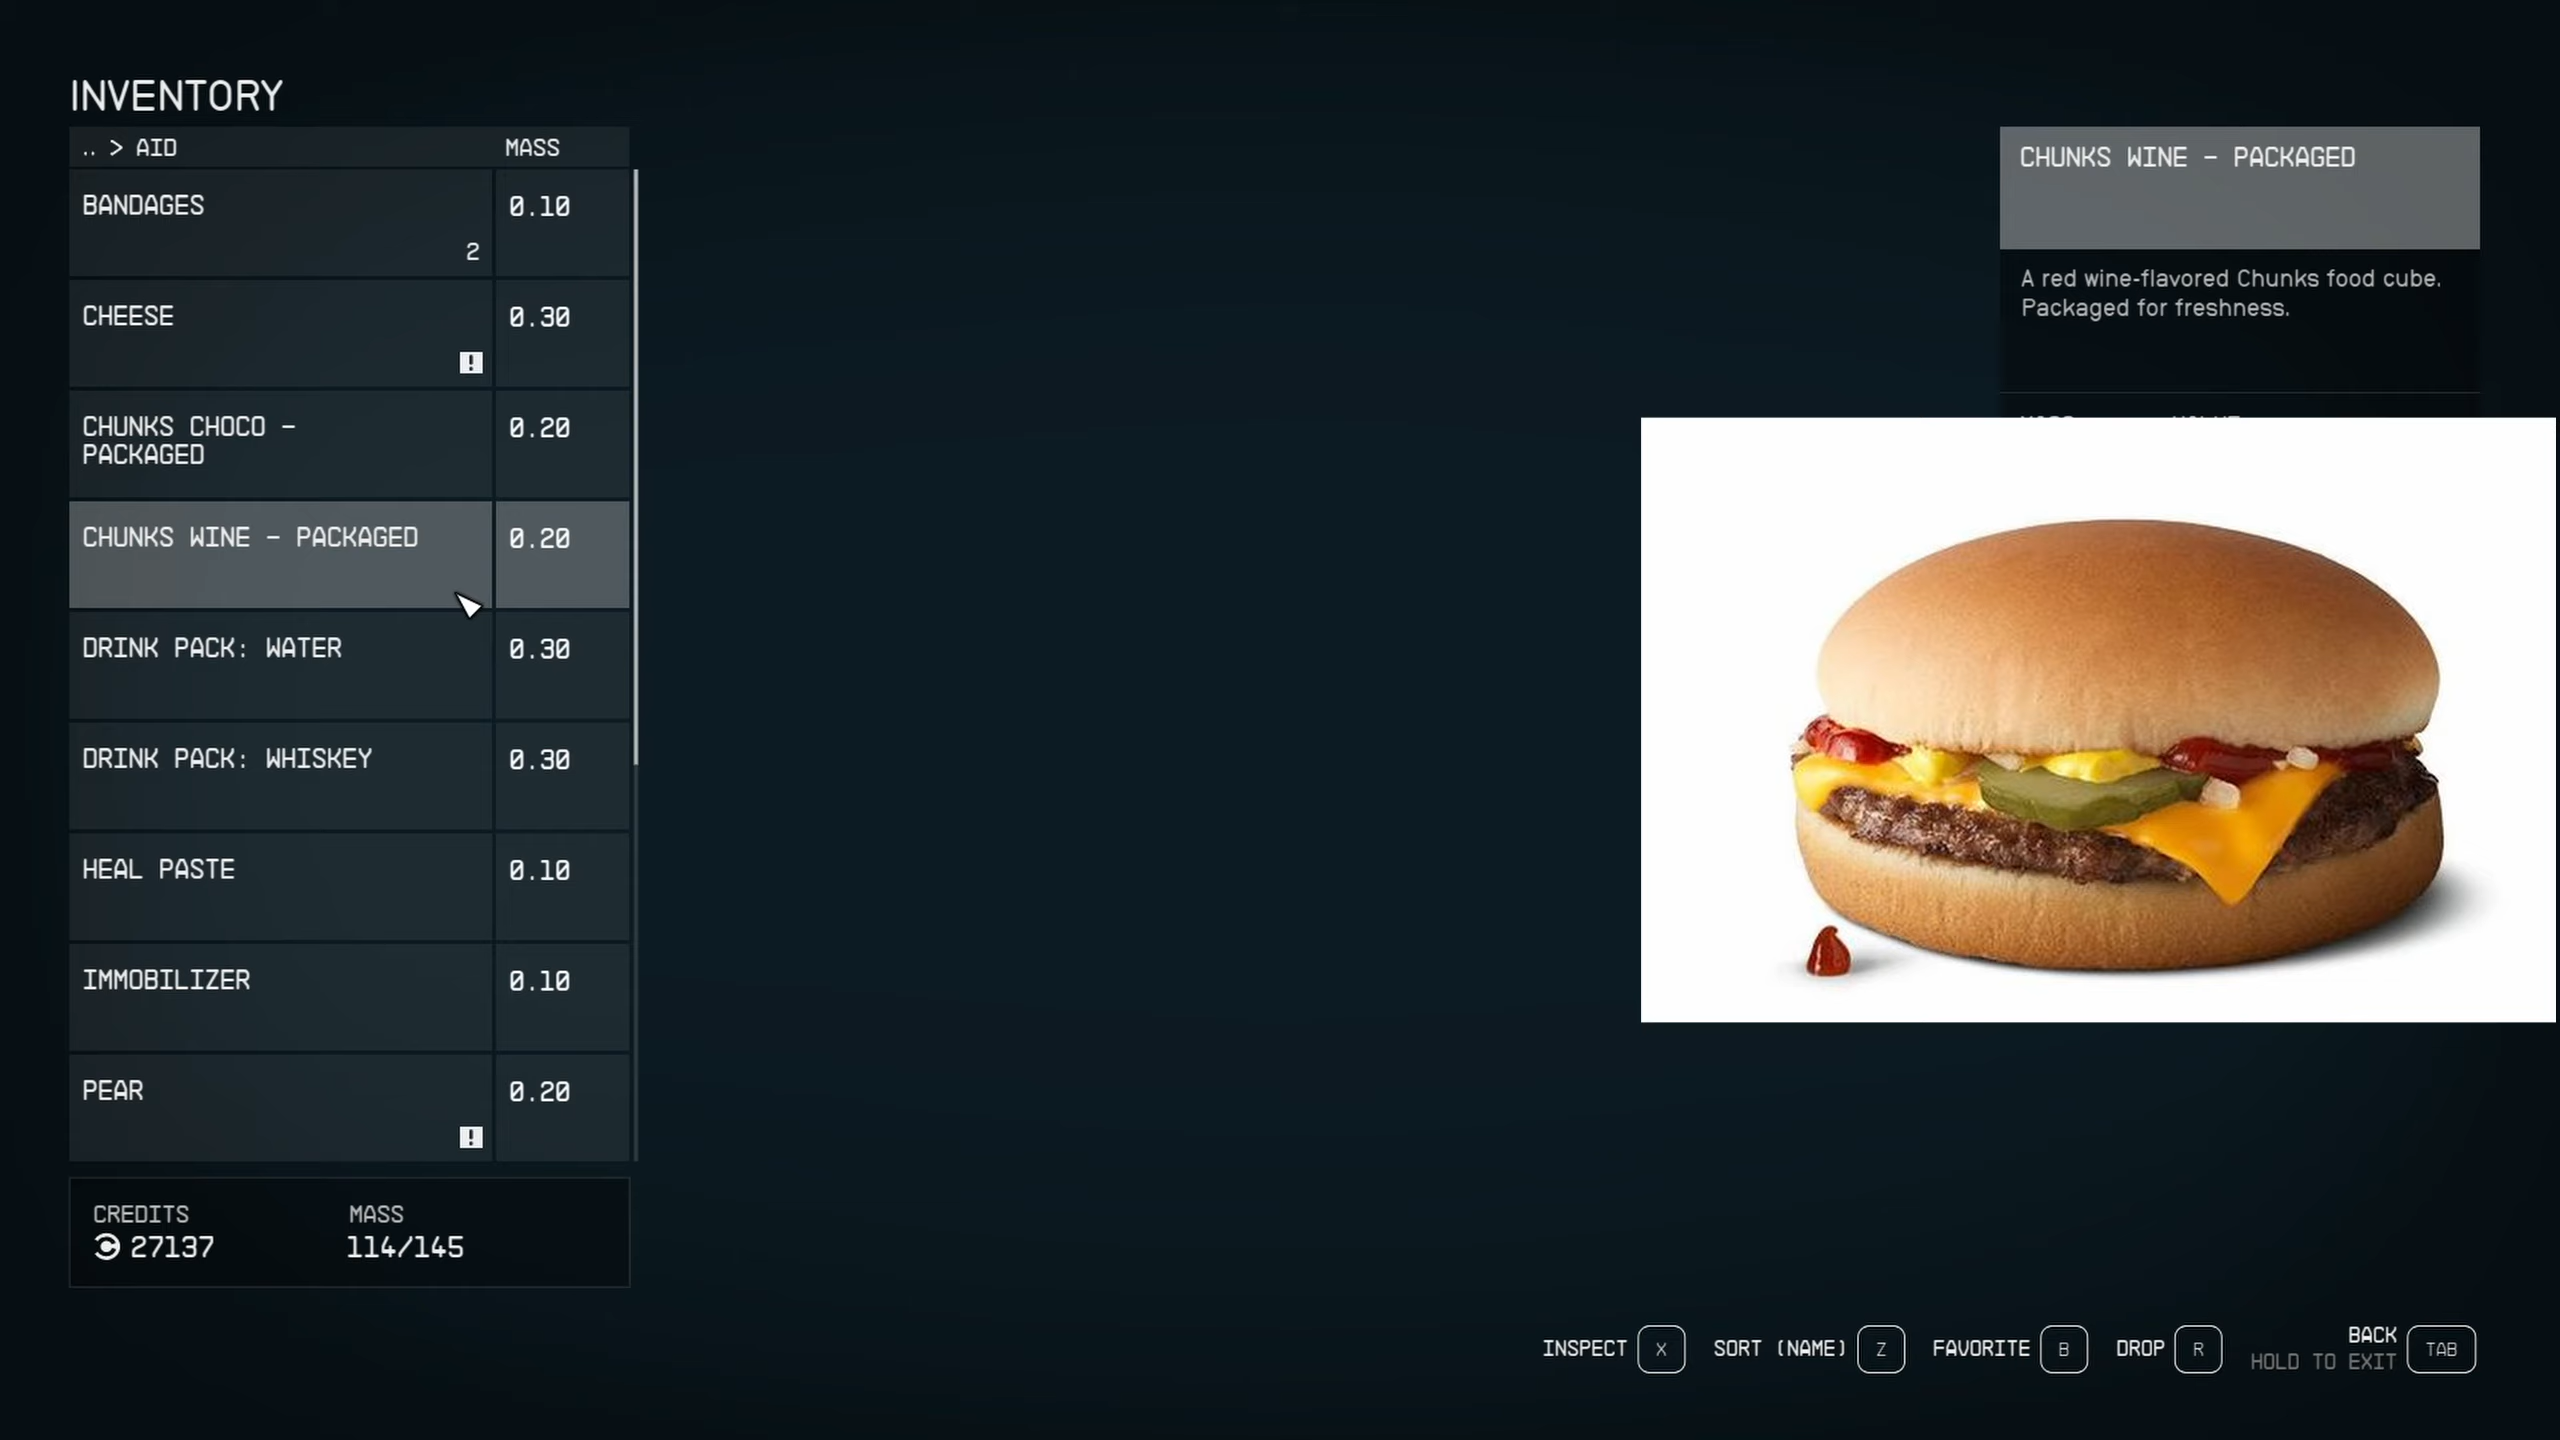 INVENTORY
.. > AID MASS
BANDAGES 0.10
2
CHEESE 0.30
!
CHUNKS CHOCO - 0.20
PACKAGED
CHUNKS WINE - PACKAGED 0.20
DRINK PACK: WATER 0.30
DRINK PACK: WHISKEY 0.30
HEAL PASTE 0.10
IMMOBILIZER 0.10
PEAR 0.20
!
CREDITS MASS
27137 114/145
CHUNKS WINE - PACKAGED
A red wine-flavored Chunks food cube.
Packaged for freshness.
INSPECT X SORT (NAME) Z FAVORITE B DROP R BACK TAB
HOLD TO EXIT